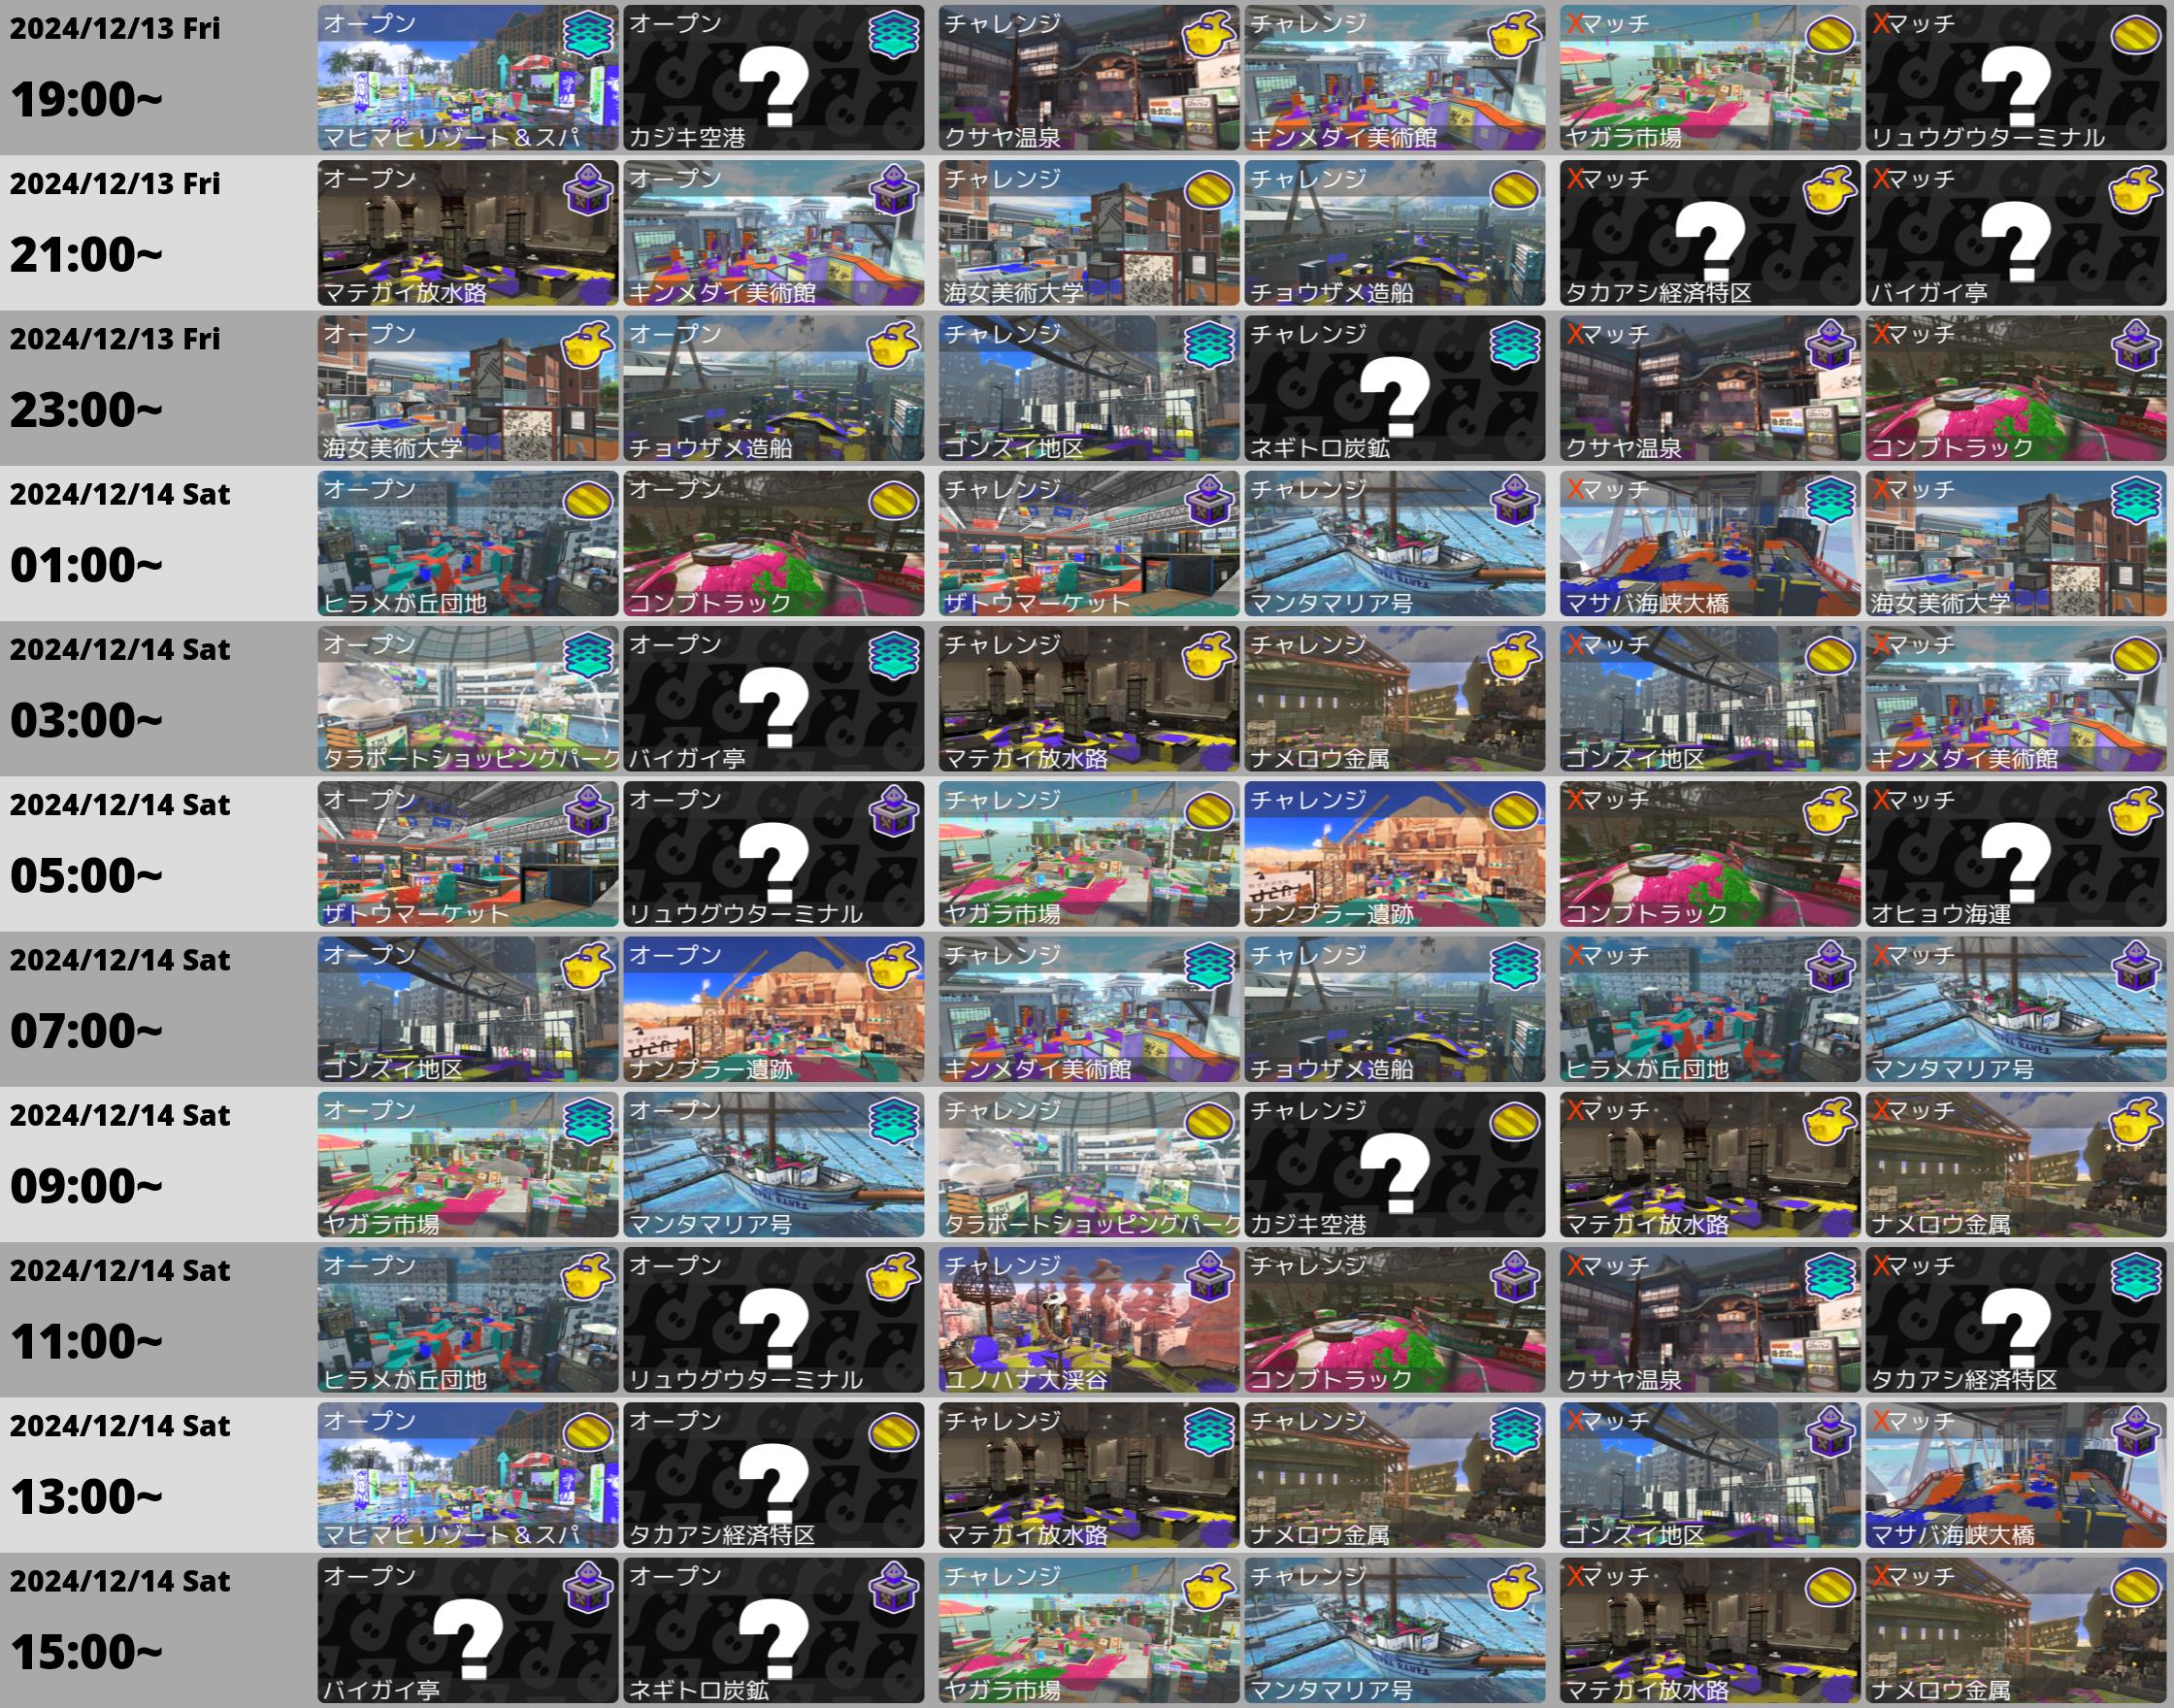 2024/12/13 Fri
19:00~
オープン
マヒマヒリゾート＆スパ
オープン
カジキ空港
チャレンジ
クサヤ温泉
チャレンジ
キンメダイ美術館
Xマッチ
ヤガラ市場
Xマッチ
リュウグウターミナル
2024/12/13 Fri
21:00~
オープン
マテガイ放水路
オープン
キンメダイ美術館
チャレンジ
海女美術大学
チャレンジ
チョウザメ造船
Xマッチ
タカアシ経済特区
Xマッチ
バイガイ亭
2024/12/13 Fri
23:00~
オープン
海女美術大学
オープン
チョウザメ造船
チャレンジ
ゴンズイ地区
チャレンジ
ネギトロ炭鉱
Xマッチ
クサヤ温泉
Xマッチ
コンブトラック
2024/12/14 Sat
01:00~
オープン
ヒラメが丘団地
オープン
コンブトラック
チャレンジ
ザトウマーケット
チャレンジ
マンタマリア号
Xマッチ
マサバ海峡大橋
Xマッチ
海女美術大学
2024/12/14 Sat
03:00~
オープン
タラポートショッピングパーク
オープン
バイガイ亭
チャレンジ
マテガイ放水路
チャレンジ
ナメロウ金属
Xマッチ
ゴンズイ地区
Xマッチ
キンメダイ美術館
2024/12/14 Sat
05:00~
オープン
ザトウマーケット
オープン
リュウグウターミナル
チャレンジ
ヤガラ市場
チャレンジ
ナンプラー遺跡
Xマッチ
コンブトラック
Xマッチ
オヒョウ海運
2024/12/14 Sat
07:00~
オープン
ゴンズイ地区
オープン
ナンプラー遺跡
チャレンジ
キンメダイ美術館
チャレンジ
チョウザメ造船
Xマッチ
ヒラメが丘団地
Xマッチ
マンタマリア号
2024/12/14 Sat
09:00~
オープン
ヤガラ市場
オープン
マンタマリア号
チャレンジ
タラポートショッピングパーク
チャレンジ
カジキ空港
Xマッチ
マテガイ放水路
Xマッチ
ナメロウ金属
2024/12/14 Sat
11:00~
オープン
ヒラメが丘団地
オープン
リュウグウターミナル
チャレンジ
ユノハナ大渓谷
チャレンジ
コンブトラック
Xマッチ
クサヤ温泉
Xマッチ
タカアシ経済特区
2024/12/14 Sat
13:00~
オープン
マヒマヒリゾート＆スパ
オープン
タカアシ経済特区
チャレンジ
マテガイ放水路
チャレンジ
ナメロウ金属
Xマッチ
ゴンズイ地区
Xマッチ
マサバ海峡大橋
2024/12/14 Sat
15:00~
オープン
バイガイ亭
オープン
ネギトロ炭鉱
チャレンジ
ヤガラ市場
チャレンジ
マンタマリア号
Xマッチ
マテガイ放水路
Xマッチ
ナメロウ金属